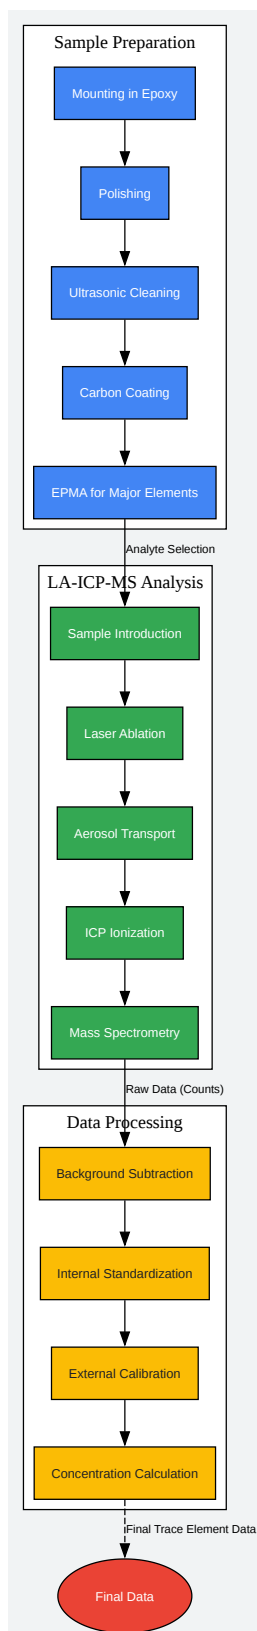 Sample Preparation
Mounting in Epoxy
Polishing
Ultrasonic Cleaning
Carbon Coating
EPMA for Major Elements
Analyte Selection
LA-ICP-MS Analysis
Sample Introduction
Laser Ablation
Aerosol Transport
ICP Ionization
Mass Spectrometry
Raw Data (Counts)
Data Processing
Background Subtraction
Internal Standardization
External Calibration
Concentration Calculation
Final Trace Element Data
Final Data